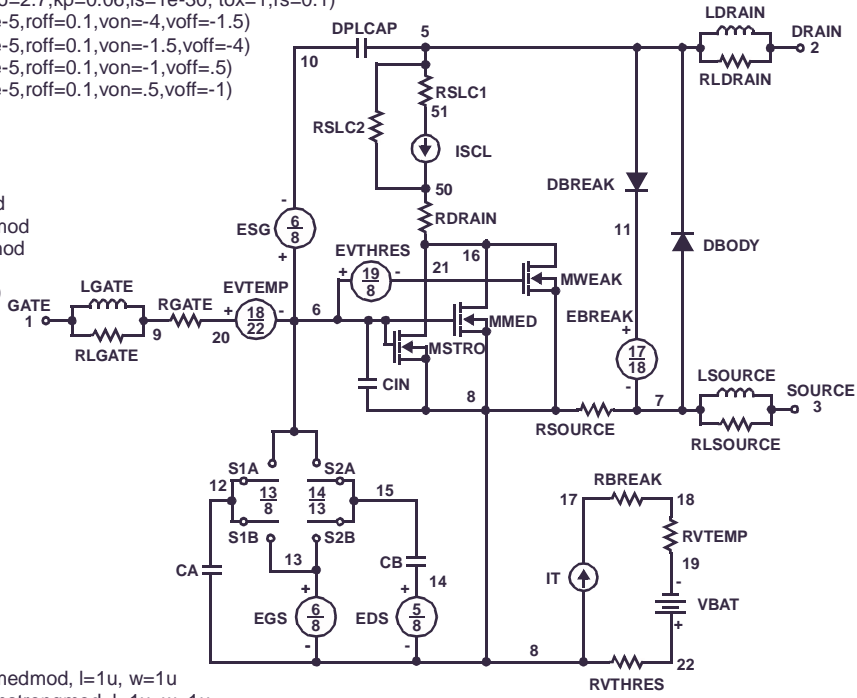 o=2.7,kp=0.06,is=1e-30, tox=1,rs=0.1)
e-5,roff=0.1,von=-4,voff=-1.5)
e-5,roff=0.1,von=-1.5,voff=-4)
e-5,roff=0.1,von=-1,voff=.5)
e-5,roff=0.1,von=.5,voff=-1)
LDRAIN
DPLCAP
5
DRAIN
2
10
RLDRAIN
RSLC1
51
RSLC2
ISCL
50
DBREAK
RDRAIN
11
DBODY
ESG
6
8
-
+
EVTHRES
+
19
8
-
21
16
MWEAK
LGATE
GATE
1
RLGATE
9
RGATE
20
EVTEMP
+
18
22
-
6
MMED
MSTRO
EBREAK
+
17
18
-
CIN
8
LSOURCE
SOURCE
3
7
RSOURCE
RLSOURCE
S1A
S2A
12
13
8
14
13
15
S1B
S2B
13
CA
CB
14
EGS
+
6
8
-
EDS
+
5
8
-
RBREAK
17
18
RVTEMP
19
IT
-
VBAT
+
8
22
RVTHRES
medmod, l=1u, w=1u